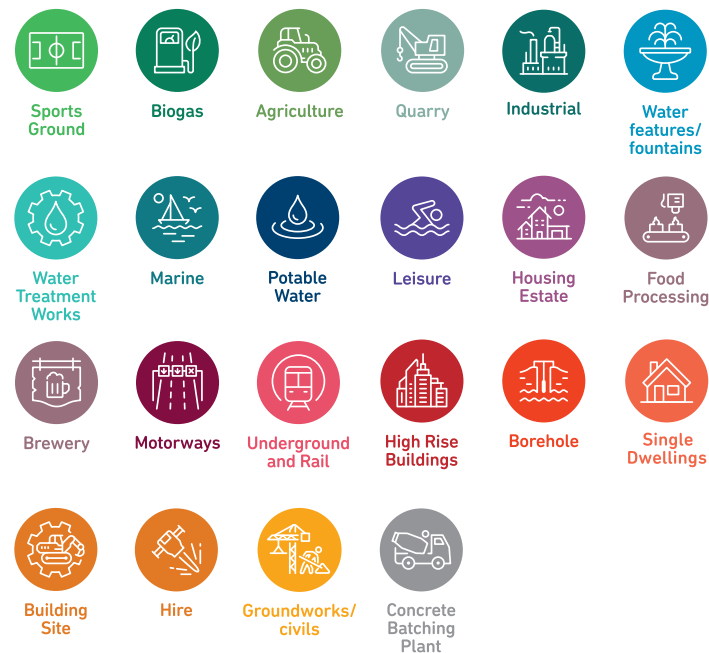 Sports
Ground
Biogas
Agriculture
Quarry
Industrial
Water
features/
fountains
Water
Treatment
Works
Marine
Potable
Water
Leisure
Housing
Estate
Food
Processing
Brewery
Motorways
Underground
and Rail
High Rise
Buildings
Borehole
Single
Dwellings
Building
Site
Hire
Groundworks/
civils
Concrete
Batching
Plant